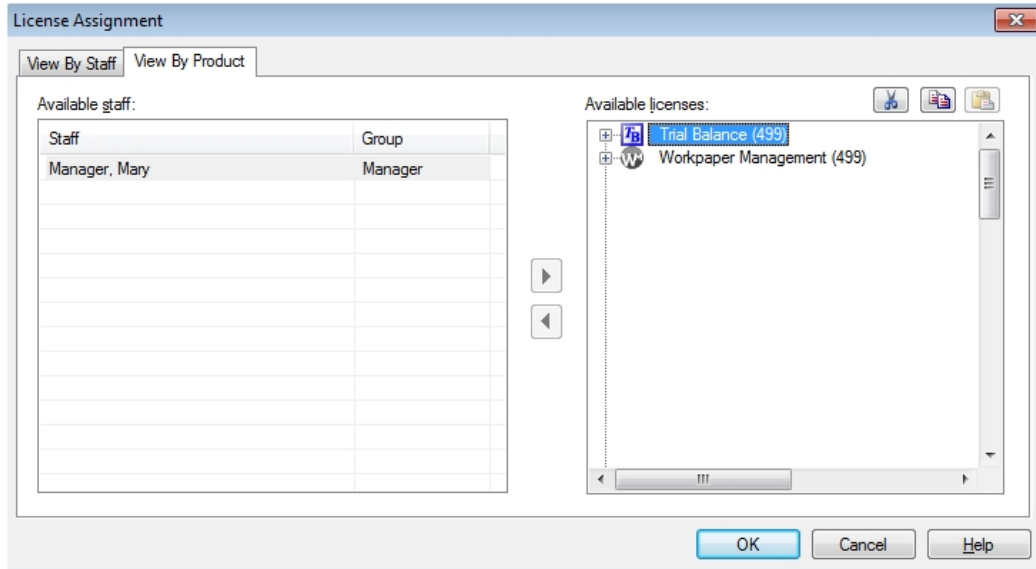 License Assignment
View By Staff View By Product
Available staff: Available licenses:
Staff Group
Manager, Mary Manager
TB Trial Balance (499)
W Workpaper Management (499)
OK Cancel Help